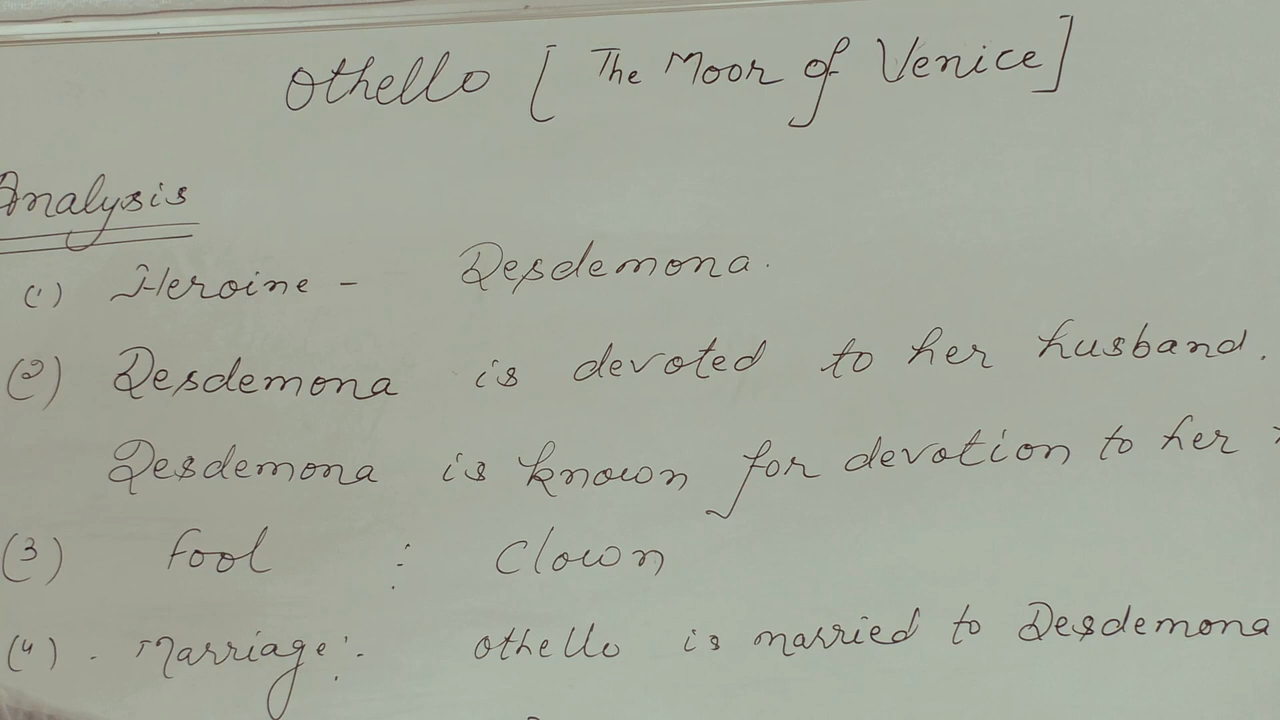 Othello [ The Moor of Venice ]
Analysis
(1) Heroine - Desdemona.
(2) Desdemona is devoted to her husband.
Desdemona is known for devotion to her
(3) Fool : Clown
(4). Marriage: Othello is married to Desdemona